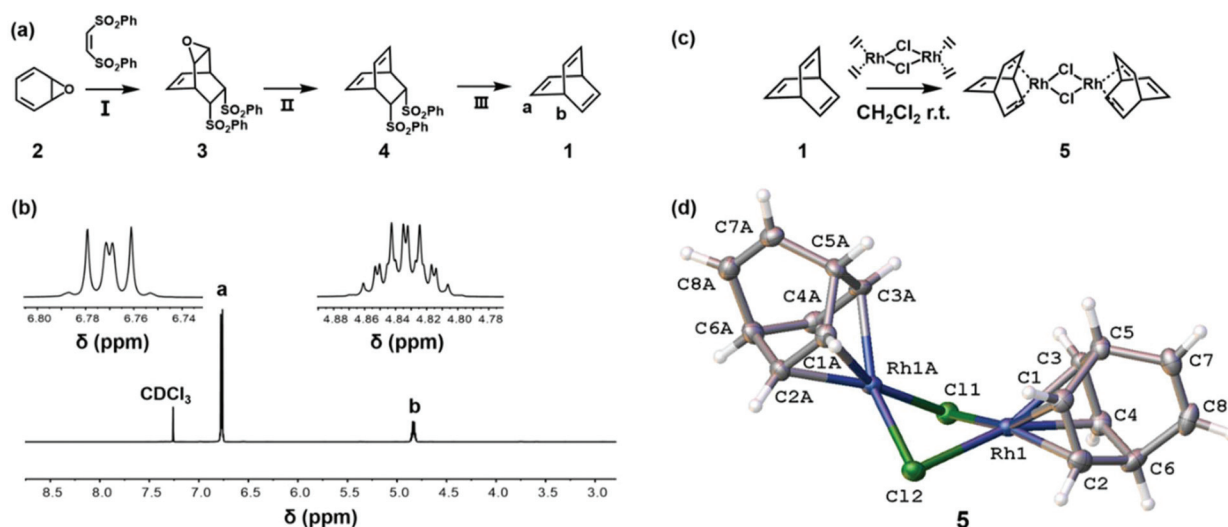 (a)
SO₂Ph
SO₂Ph
O
I
2
O
SO₂Ph
SO₂Ph
3
II
SO₂Ph
SO₂Ph
4
III
a b
1
(b)
a
b
CDCl₃
6.80 6.78 6.76 6.74
δ (ppm)
4.88 4.86 4.84 4.82 4.80 4.78
δ (ppm)
8.5 8.0 7.5 7.0 6.5 6.0 5.5 5.0 4.5 4.0 3.5 3.0
δ (ppm)
(c)
Rh Cl Rh
Cl
CH₂Cl₂ r.t.
1
Rh Cl Rh
Cl
5
(d)
C7A
C5A
C8A
C4A
C3A
C6A
C1A
C2A
Rh1A
Cl1
Cl2
Rh1
C1
C3
C5
C7
C4
C8
C2
C6
5